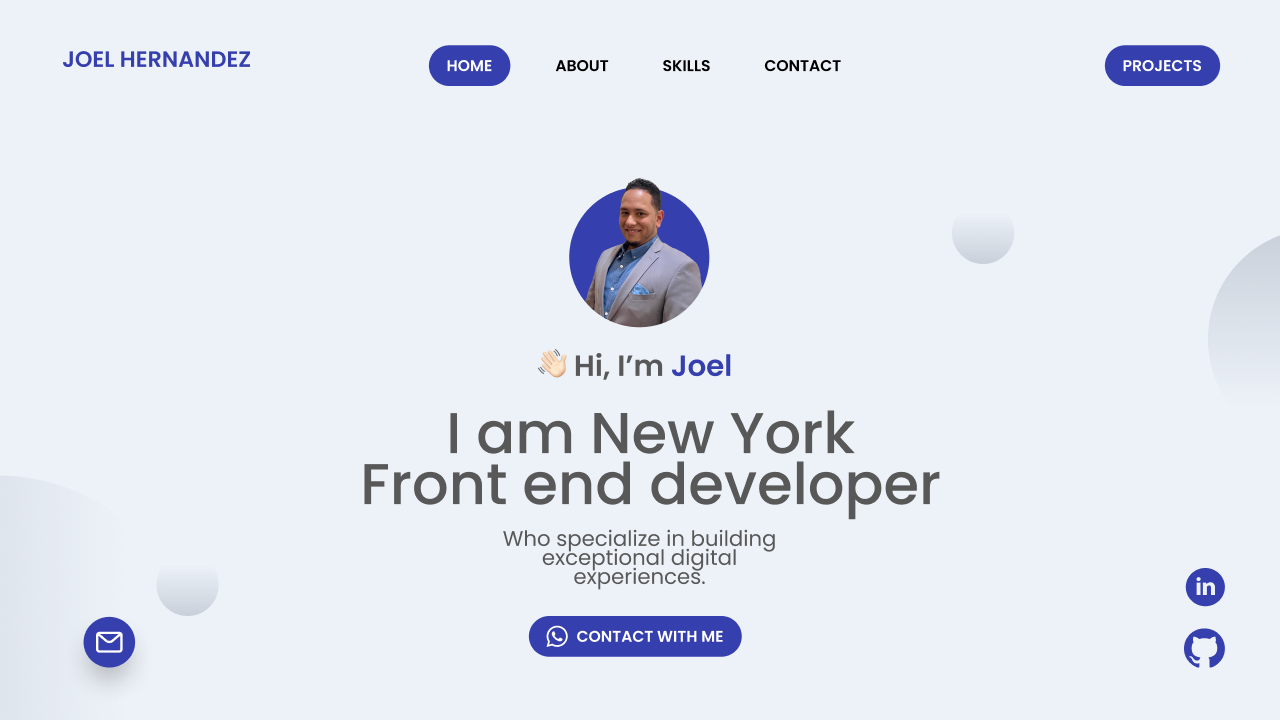 JOEL HERNANDEZ
HOME
ABOUT
SKILLS
CONTACT
PROJECTS
👋🏻 Hi, I’m Joel
I am New York
Front end developer
Who specialize in building
exceptional digital
experiences.
CONTACT WITH ME
in